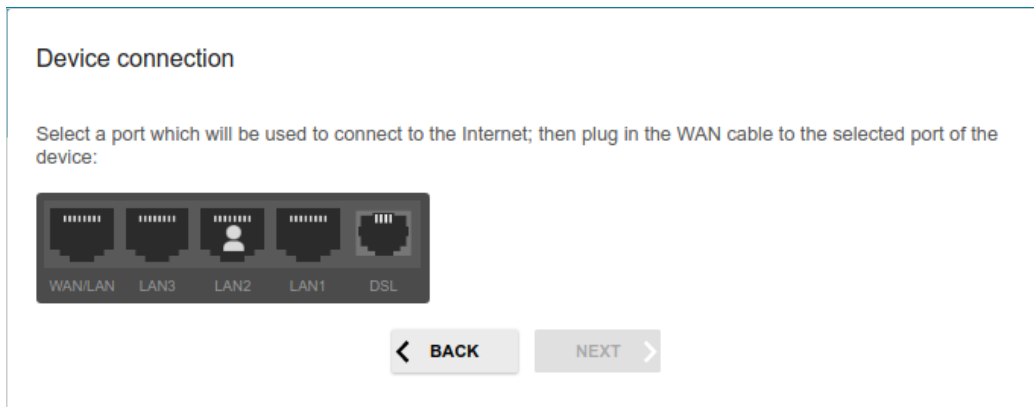 Device connection
Select a port which will be used to connect to the Internet; then plug in the WAN cable to the selected port of the
device:
WAN/LAN LAN3 LAN2 LAN1 DSL
BACK NEXT